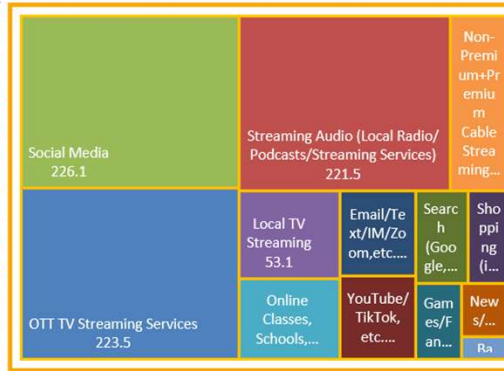 Social Media
226.1
OTT TV Streaming Services
223.5
Streaming Audio (Local Radio/
Podcasts/Streaming Services)
221.5
Non-
Premi
um+Pr
emiu
m
Cable
Strea
ming...
Local TV
Streaming
53.1
Online
Classes,
Schools,...
Email/Te
xt/IM/Zo
om,etc....
YouTube/
TikTok,
etc....
Searc
h
(Goo
gle,...
Sho
ppi
ng
(i...
Gam
es/F
an...
New
s/...
Ra